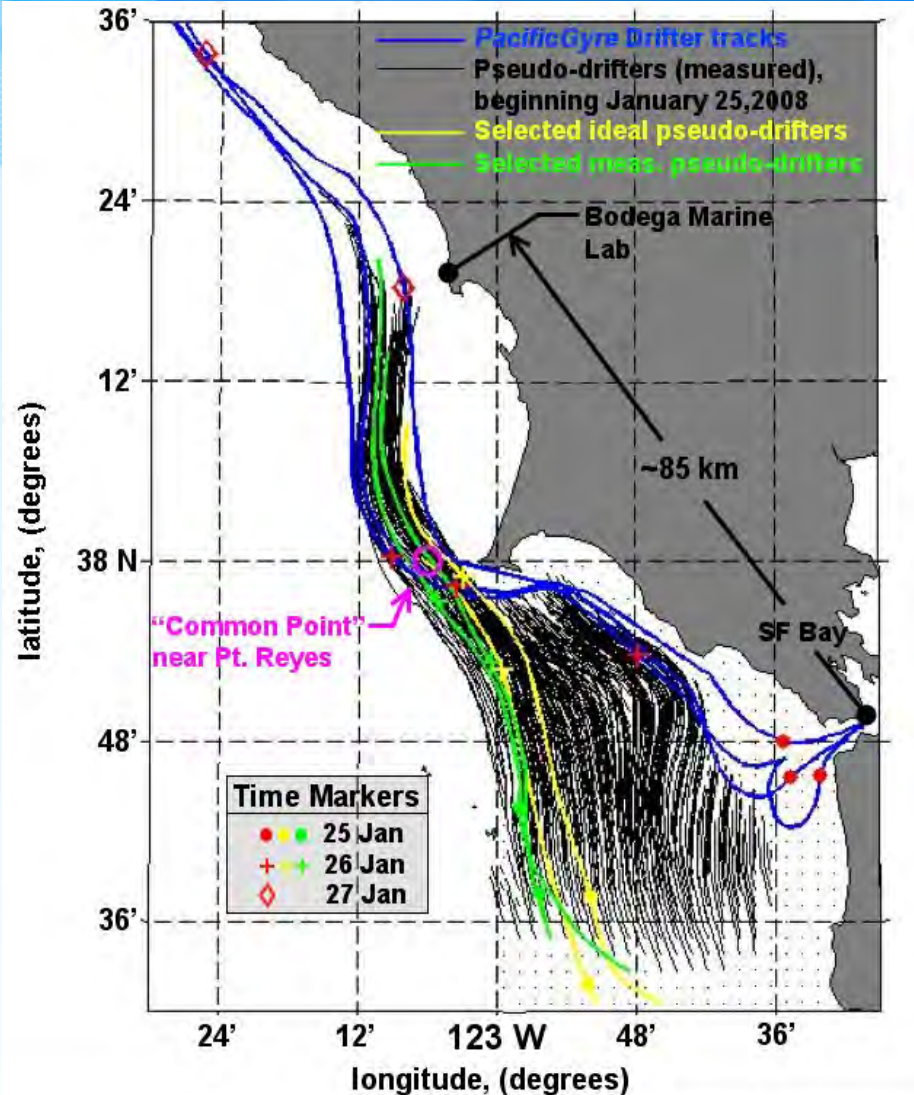 PacificGyre Drifter tracks
Pseudo-drifters (measured),
beginning January 25,2008
Selected ideal pseudo-drifters
Selected meas. pseudo-drifters
Bodega Marine
Lab
~85 km
SF Bay
"Common Point"
near Pt. Reyes
Time Markers
25 Jan
26 Jan
27 Jan
latitude, (degrees)
36'
24'
12'
38 N
48'
36'
24'
12'
123 W
48'
36'
longitude, (degrees)